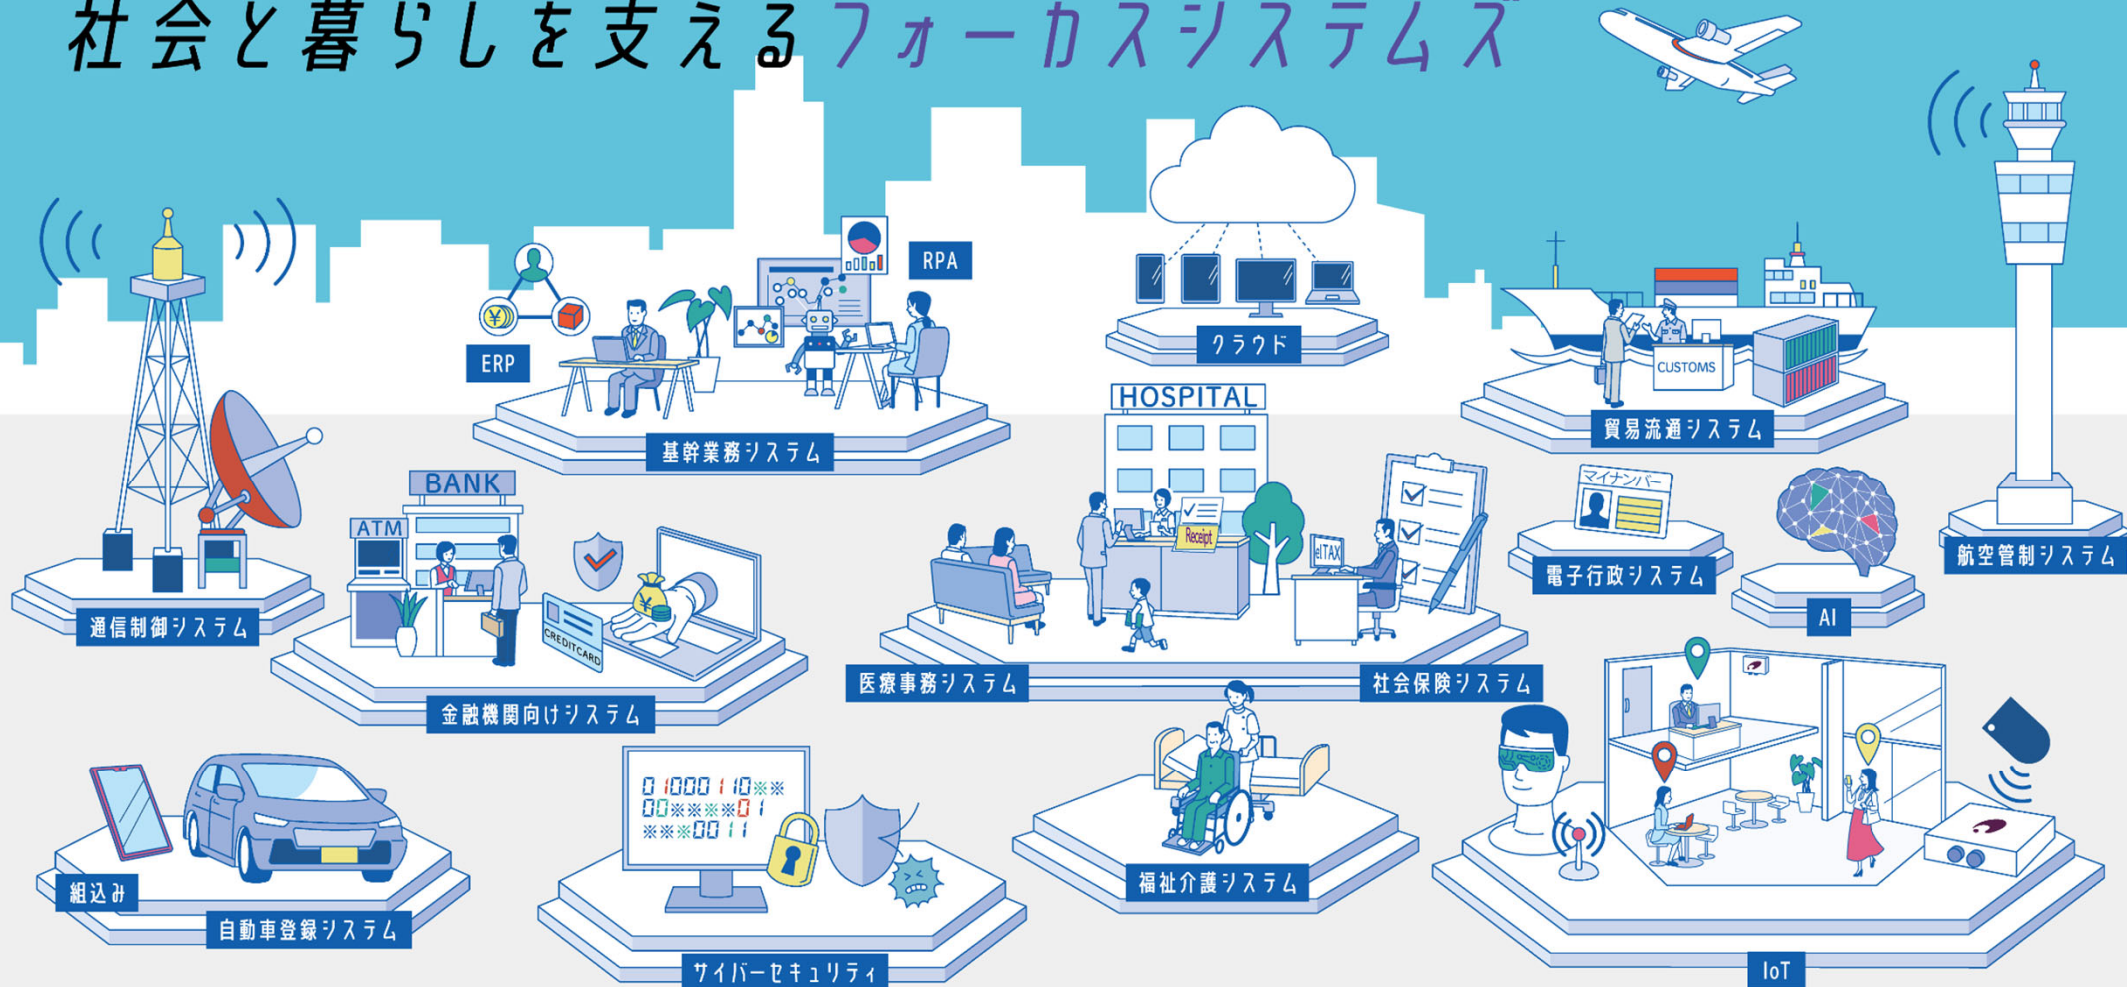 社会と暮らしを支えるフォーカスシステムズ
RPA
ERP
クラウド
CUSTOMS
HOSPITAL
貿易流通システム
基幹業務システム
BANK
ATM
マイナンバー
Receipt
eLTAX
航空管制システム
電子行政システム
AI
通信制御システム
CREDITCARD
医療事務システム
社会保険システム
金融機関向けシステム
01000110※※
00※※※※01
※※※0011
組込み
福祉介護システム
自動車登録システム
サイバーセキュリティ
IoT